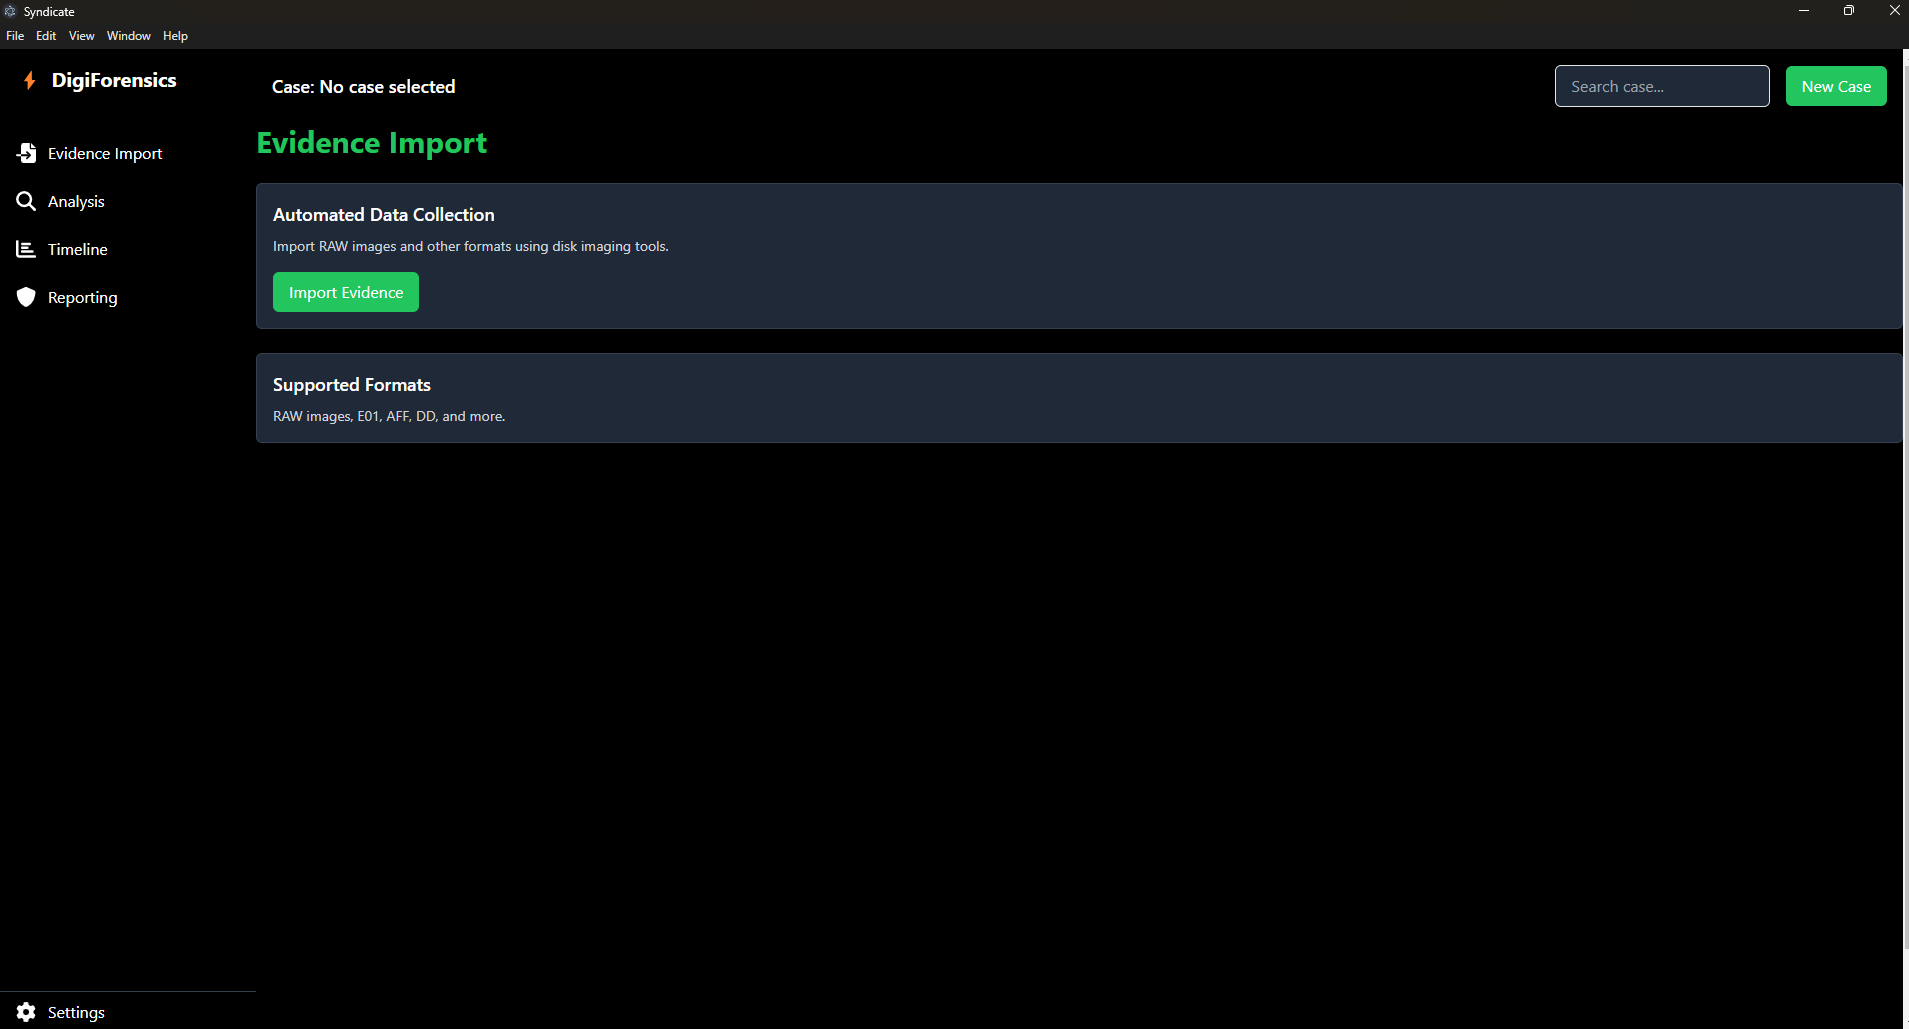 Syndicate
File Edit View Window Help
DigiForensics
Case: No case selected
Search case...
New Case
Evidence Import
Analysis
Timeline
Reporting
Evidence Import
Automated Data Collection
Import RAW images and other formats using disk imaging tools.
Import Evidence
Supported Formats
RAW images, E01, AFF, DD, and more.
Settings